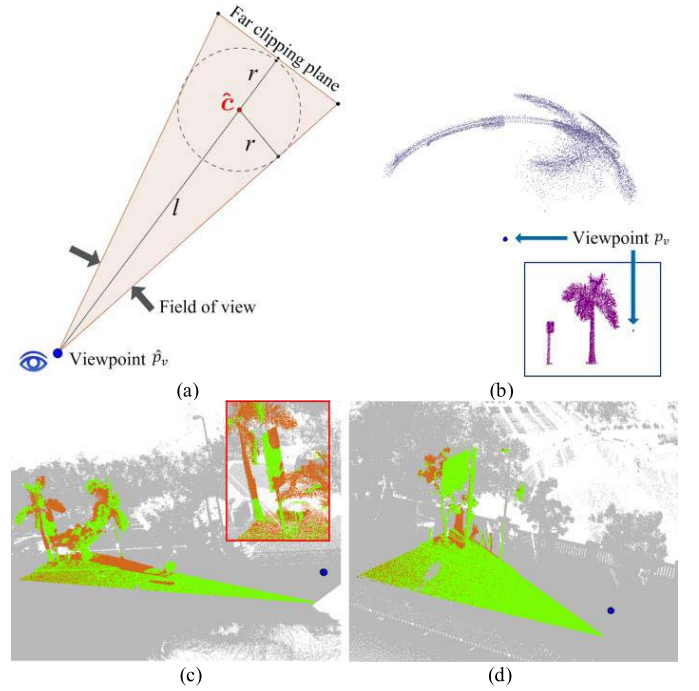 Far clipping plane
r
ĉ
r
l
Field of view
Viewpoint p̂ᵥ
(a)
Viewpoint pᵥ
(b)
(c)
(d)